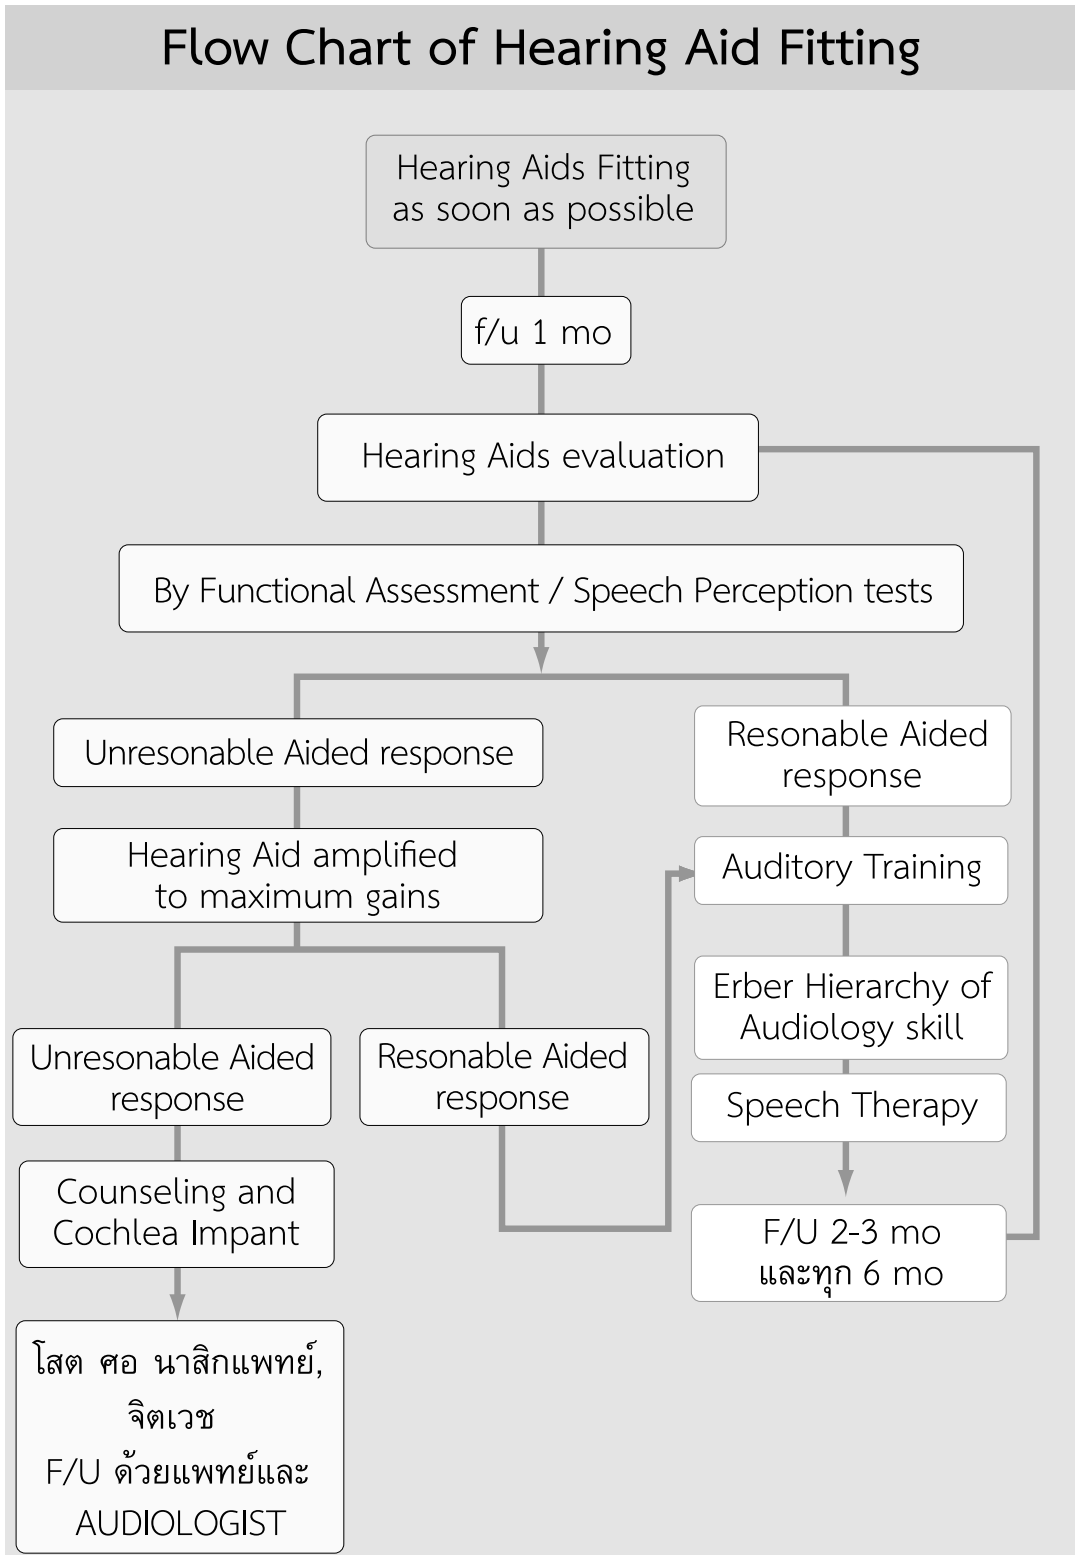 Flow Chart of Hearing Aid Fitting
Hearing Aids Fitting
as soon as possible
f/u 1 mo
Hearing Aids evaluation
By Functional Assessment / Speech Perception tests
Unresonable Aided response
Hearing Aid amplified
to maximum gains
Unresonable Aided
response
Counseling and
Cochlea Impant
โสต ศอ นาสิกแพทย์,
จิตเวช
F/U ด้วยแพทย์และ
AUDIOLOGIST
Resonable Aided
response
Resonable Aided
response
Auditory Training
Erber Hierarchy of
Audiology skill
Speech Therapy
F/U 2-3 mo
และทุก 6 mo